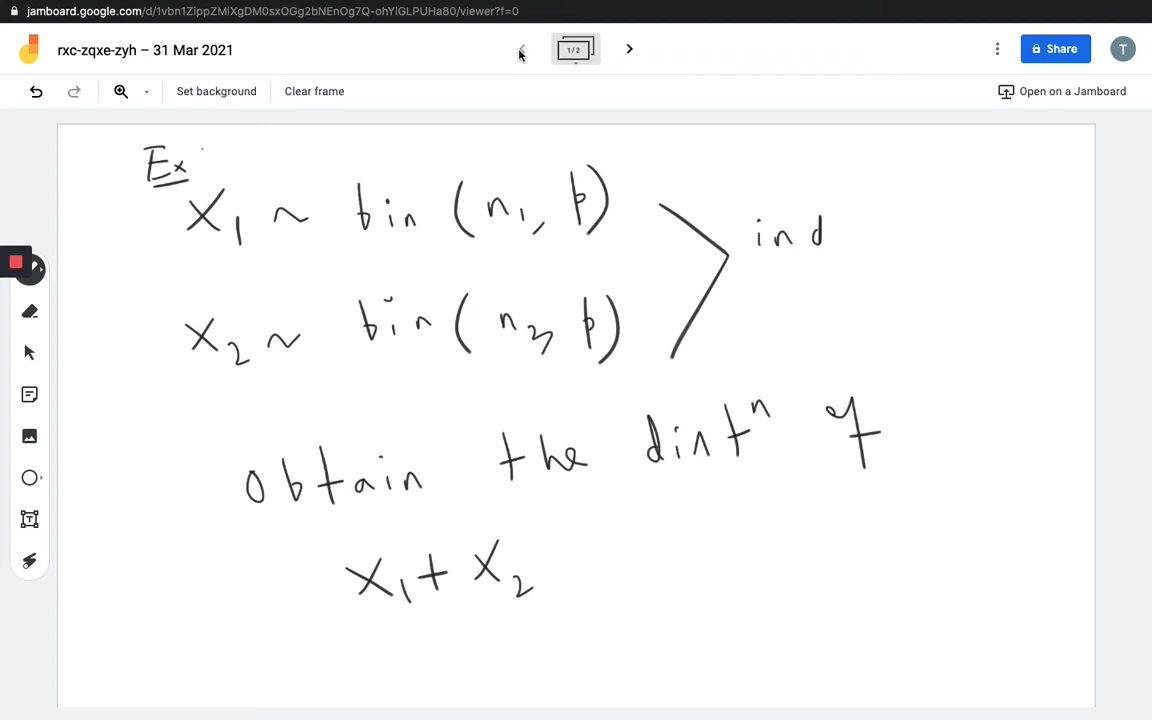 jamboard.google.com/d/1vbn1ZippZMlXgDM0sxOGg2bNEnOg7Q-ohYlGLPUHa80/viewer?f=0
rxc-zqxe-zyh – 31 Mar 2021
1/2
Share
T
Set background
Clear frame
Open on a Jamboard
Ex
X₁ ~ bin (n₁, p)
ind
X₂ ~ bin (n₂, p)
obtain the distⁿ of
X₁ + X₂